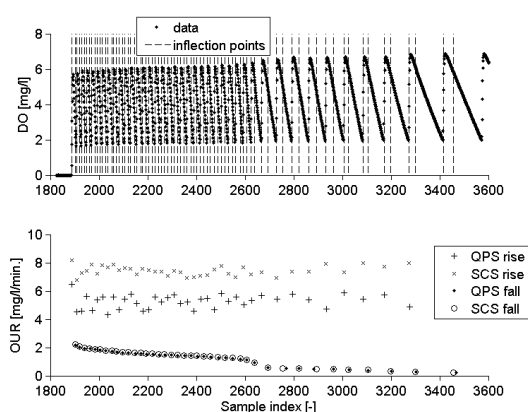 data
inflection points
8
6
4
2
0
DO [mg/l]
1800 2000 2200 2400 2600 2800 3000 3200 3400 3600
10
8
6
4
2
0
OUR [mg/l/min.]
QPS rise
SCS rise
QPS fall
SCS fall
1800 2000 2200 2400 2600 2800 3000 3200 3400 3600
Sample index [-]